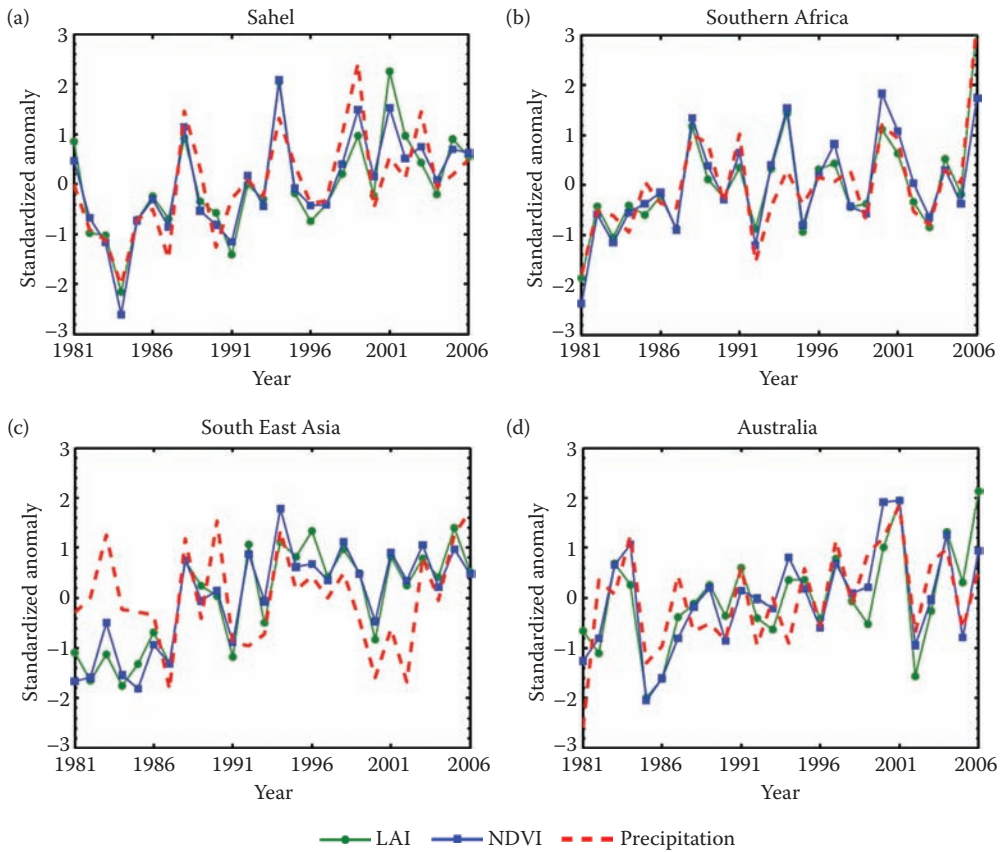 (a)
Sahel
3
2
1
0
−1
−2
−3
Standardized anomaly
1981
1986
1991
1996
2001
2006
Year
(b)
Southern Africa
3
2
1
0
−1
−2
−3
Standardized anomaly
1981
1986
1991
1996
2001
2006
Year
(c)
South East Asia
3
2
1
0
−1
−2
−3
Standardized anomaly
1981
1986
1991
1996
2001
2006
Year
(d)
Australia
3
2
1
0
−1
−2
−3
Standardized anomaly
1981
1986
1991
1996
2001
2006
Year
LAI
NDVI
Precipitation